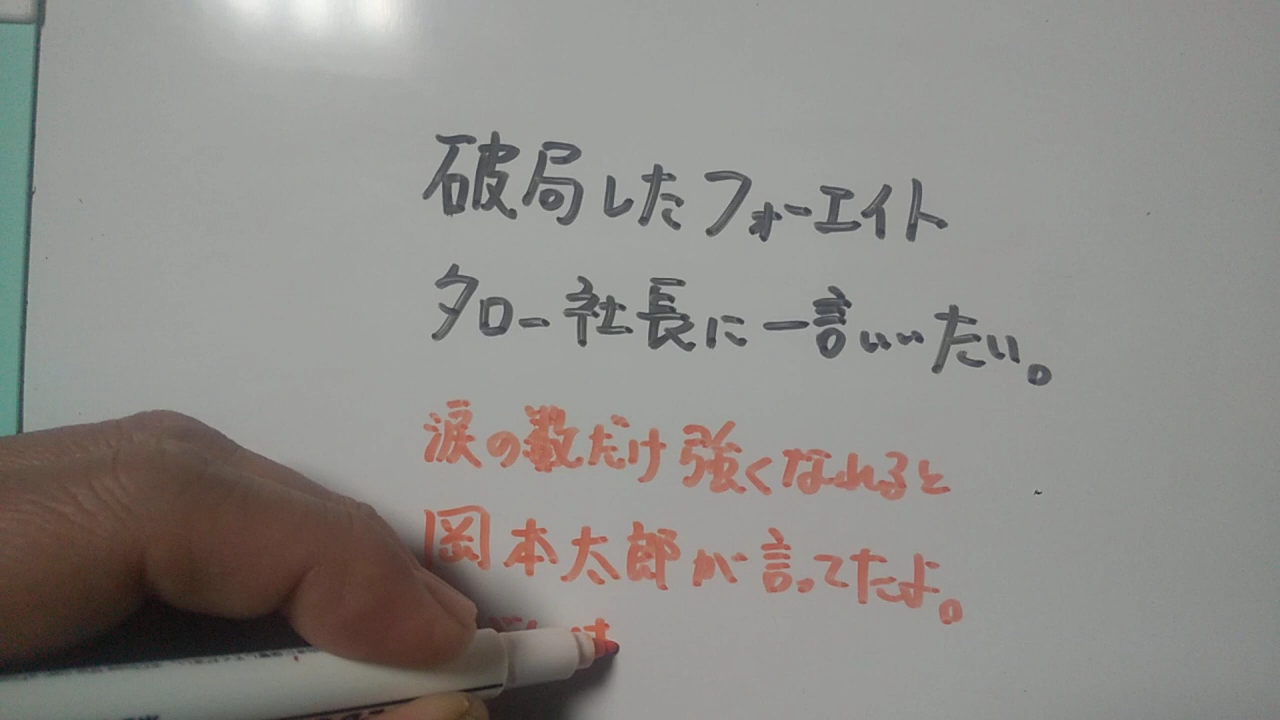 破局したフォーエイト
タロー社長に一言いいたい。
涙の数だけ強くなれると
岡本太郎が言ってたよ。